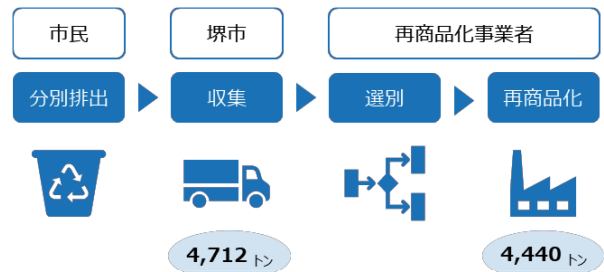 市民
堺市
再商品化事業者
分別排出
収集
選別
再商品化
4,712 トン
4,440 トン